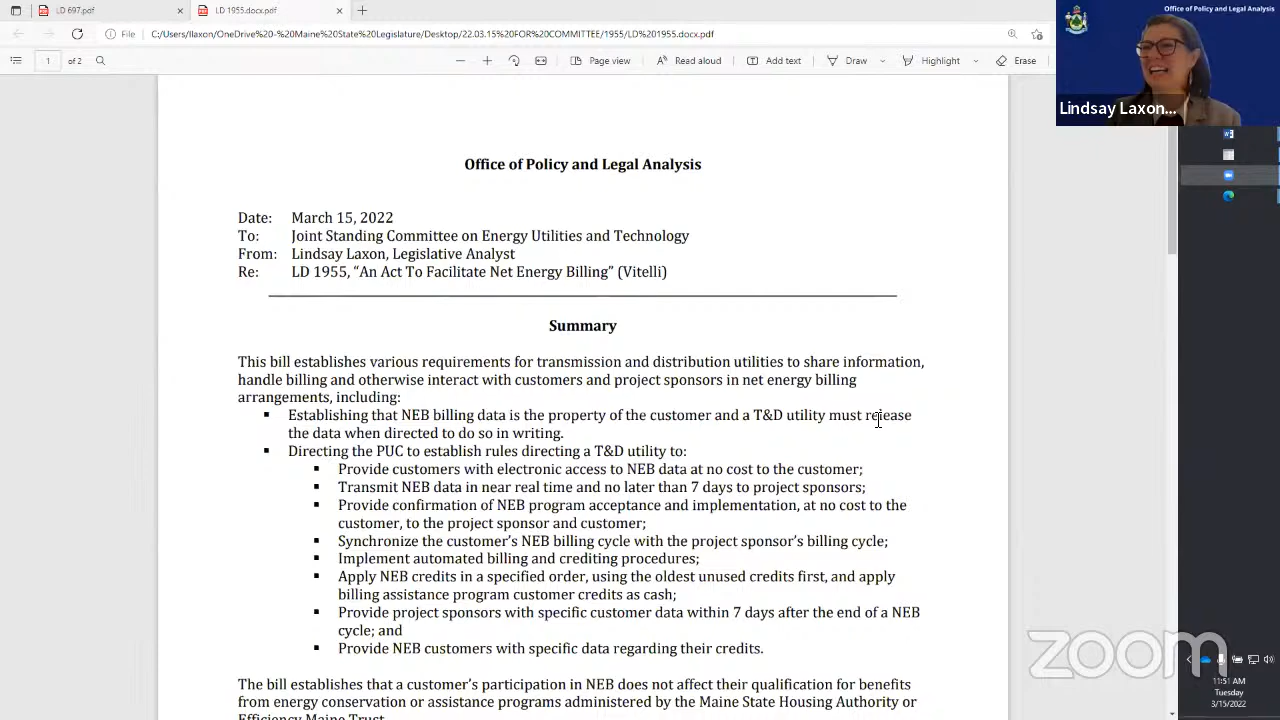 LD 697.pdf
LD 1955.docx.pdf
File
C:/Users/llaxon/OneDrive%20-%20Maine%20State%20Legislature/Desktop/22.03.15%20FOR%20COMMITTEE/1955/LD%201955.docx.pdf
1 of 2
Page view
Read aloud
Add text
Draw
Highlight
Erase
Office of Policy and Legal Analysis
Lindsay Laxon...
Office of Policy and Legal Analysis
Date: March 15, 2022
To: Joint Standing Committee on Energy Utilities and Technology
From: Lindsay Laxon, Legislative Analyst
Re: LD 1955, “An Act To Facilitate Net Energy Billing” (Vitelli)
Summary
This bill establishes various requirements for transmission and distribution utilities to share information,
handle billing and otherwise interact with customers and project sponsors in net energy billing
arrangements, including:
▪ Establishing that NEB billing data is the property of the customer and a T&D utility must release
the data when directed to do so in writing.
▪ Directing the PUC to establish rules directing a T&D utility to:
▪ Provide customers with electronic access to NEB data at no cost to the customer;
▪ Transmit NEB data in near real time and no later than 7 days to project sponsors;
▪ Provide confirmation of NEB program acceptance and implementation, at no cost to the
customer, to the project sponsor and customer;
▪ Synchronize the customer’s NEB billing cycle with the project sponsor’s billing cycle;
▪ Implement automated billing and crediting procedures;
▪ Apply NEB credits in a specified order, using the oldest unused credits first, and apply
billing assistance program customer credits as cash;
▪ Provide project sponsors with specific customer data within 7 days after the end of a NEB
cycle; and
▪ Provide NEB customers with specific data regarding their credits.
The bill establishes that a customer’s participation in NEB does not affect their qualification for benefits
from energy conservation or assistance programs administered by the Maine State Housing Authority or
Efficiency Maine Trust.
zoom
11:51 AM
Tuesday
3/15/2022